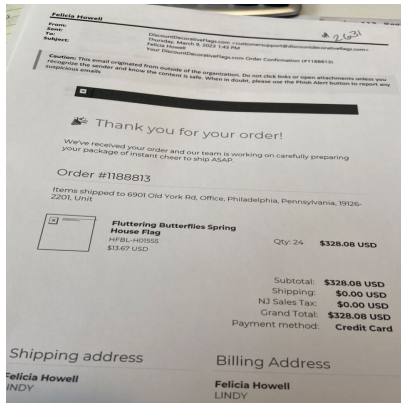 Felicia Howell
From: DiscountDecorativeFlags.com <customersupport@discountdecorativeflags.com>
Sent: Thursday, March 9, 2023 1:43 PM
To: Felicia Howell
Subject: Your DiscountDecorativeFlags.com Order Confirmation (#1188813)
#2631
Caution: This email originated from outside of the organization. Do not click links or open attachments unless you
recognize the sender and know the content is safe. When in doubt, please use the Phish Alert button to report any
suspicious emails
Thank you for your order!
We've received your order and our team is working on carefully preparing
your package of instant cheer to ship ASAP.
Order #1188813
Items shipped to 6901 Old York Rd, Office, Philadelphia, Pennsylvania, 19126-
2201, Unit
Fluttering Butterflies Spring
House Flag
HFBL-H01555
$13.67 USD
Qty: 24 $328.08 USD
Subtotal: $328.08 USD
Shipping: $0.00 USD
NJ Sales Tax: $0.00 USD
Grand Total: $328.08 USD
Payment method: Credit Card
Shipping address
Felicia Howell
LINDY
Billing Address
Felicia Howell
LINDY